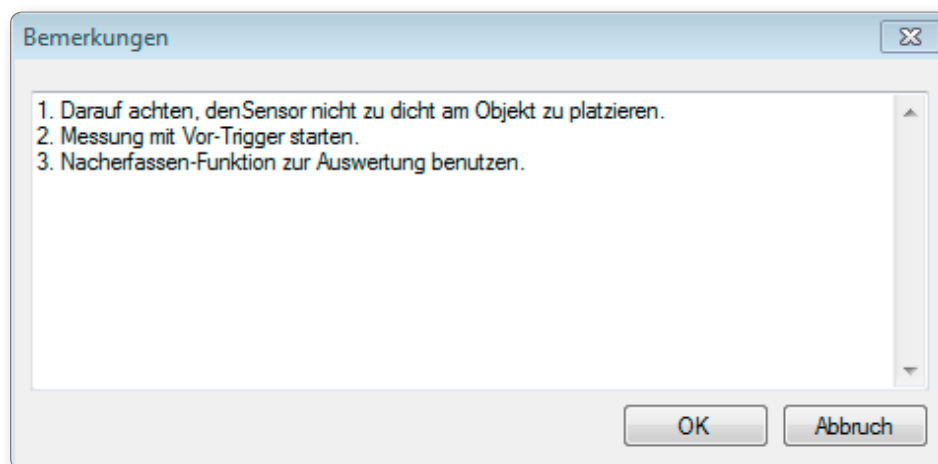 Bemerkungen
1. Darauf achten, denSensor nicht zu dicht am Objekt zu platzieren.
2. Messung mit Vor-Trigger starten.
3. Nacherfassen-Funktion zur Auswertung benutzen.
OK Abbruch